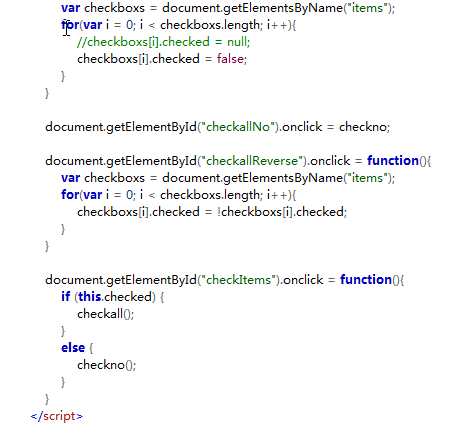 var checkboxs = document.getElementsByName("items");
for(var i = 0; i < checkboxs.length; i++){
//checkboxs[i].checked = null;
checkboxs[i].checked = false;
}
}
document.getElementById("checkallNo").onclick = checkno;
document.getElementById("checkallReverse").onclick = function(){
var checkboxs = document.getElementsByName("items");
for(var i = 0; i < checkboxs.length; i++){
checkboxs[i].checked = !checkboxs[i].checked;
}
}
document.getElementById("checkItems").onclick = function(){
if (this.checked) {
checkall();
}
else {
checkno();
}
}
</script>